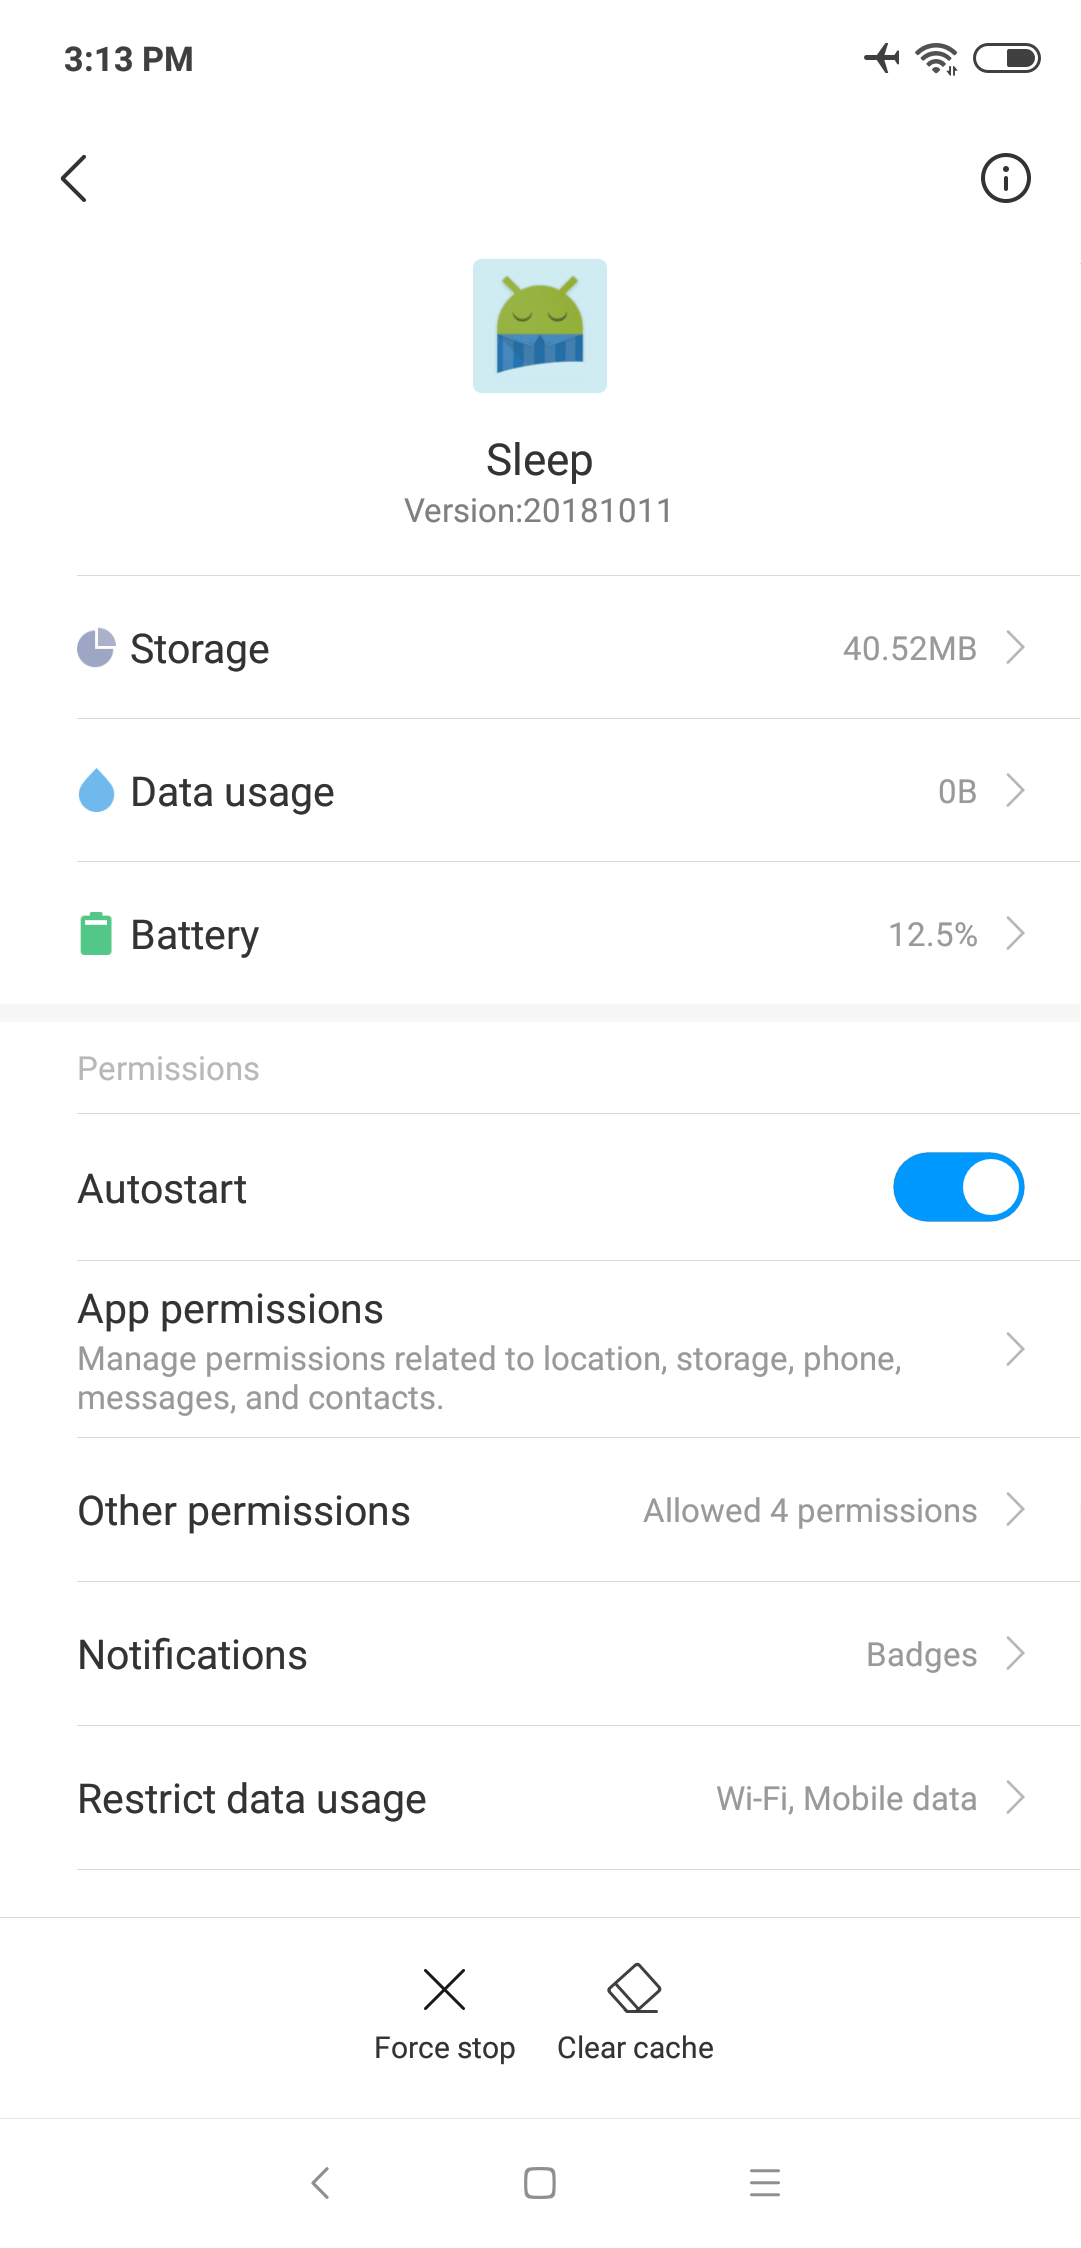 3:13 PM
Sleep
Version:20181011
Storage 40.52MB
Data usage 0B
Battery 12.5%
Permissions
Autostart
App permissions
Manage permissions related to location, storage, phone,
messages, and contacts.
Other permissions Allowed 4 permissions
Notifications Badges
Restrict data usage Wi-Fi, Mobile data
Force stop Clear cache